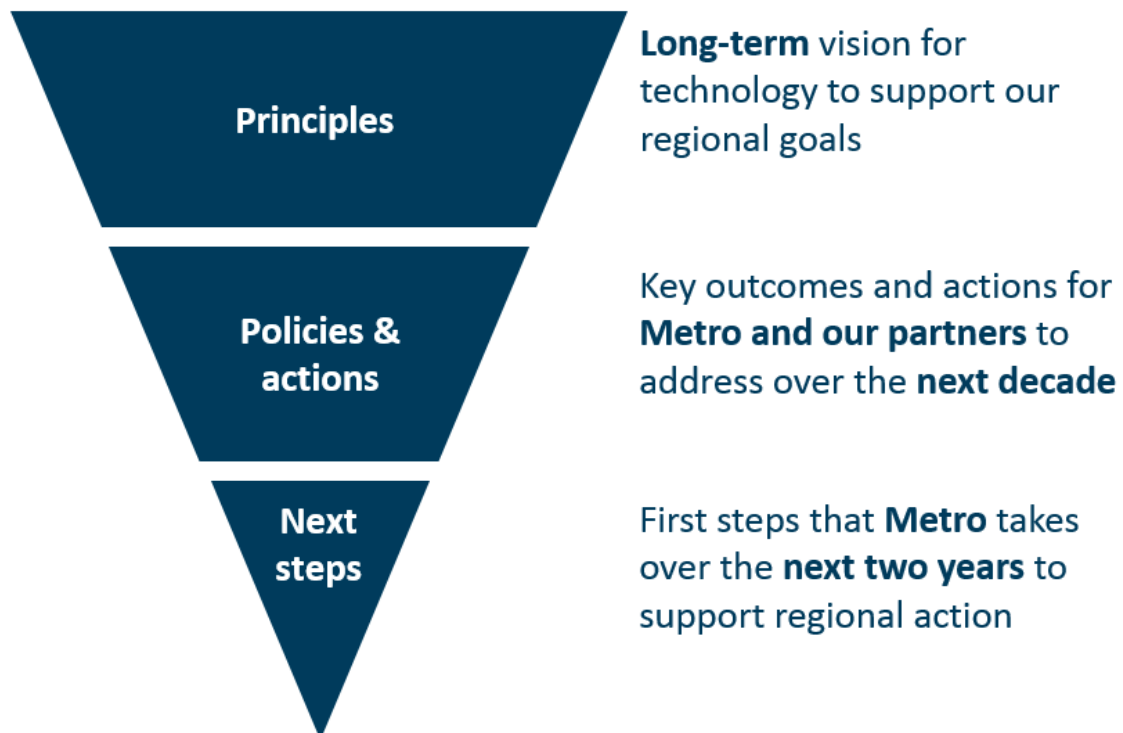 Principles
Long-term vision for
technology to support our
regional goals
Policies &
actions
Key outcomes and actions for
Metro and our partners to
address over the next decade
Next
steps
First steps that Metro takes
over the next two years to
support regional action